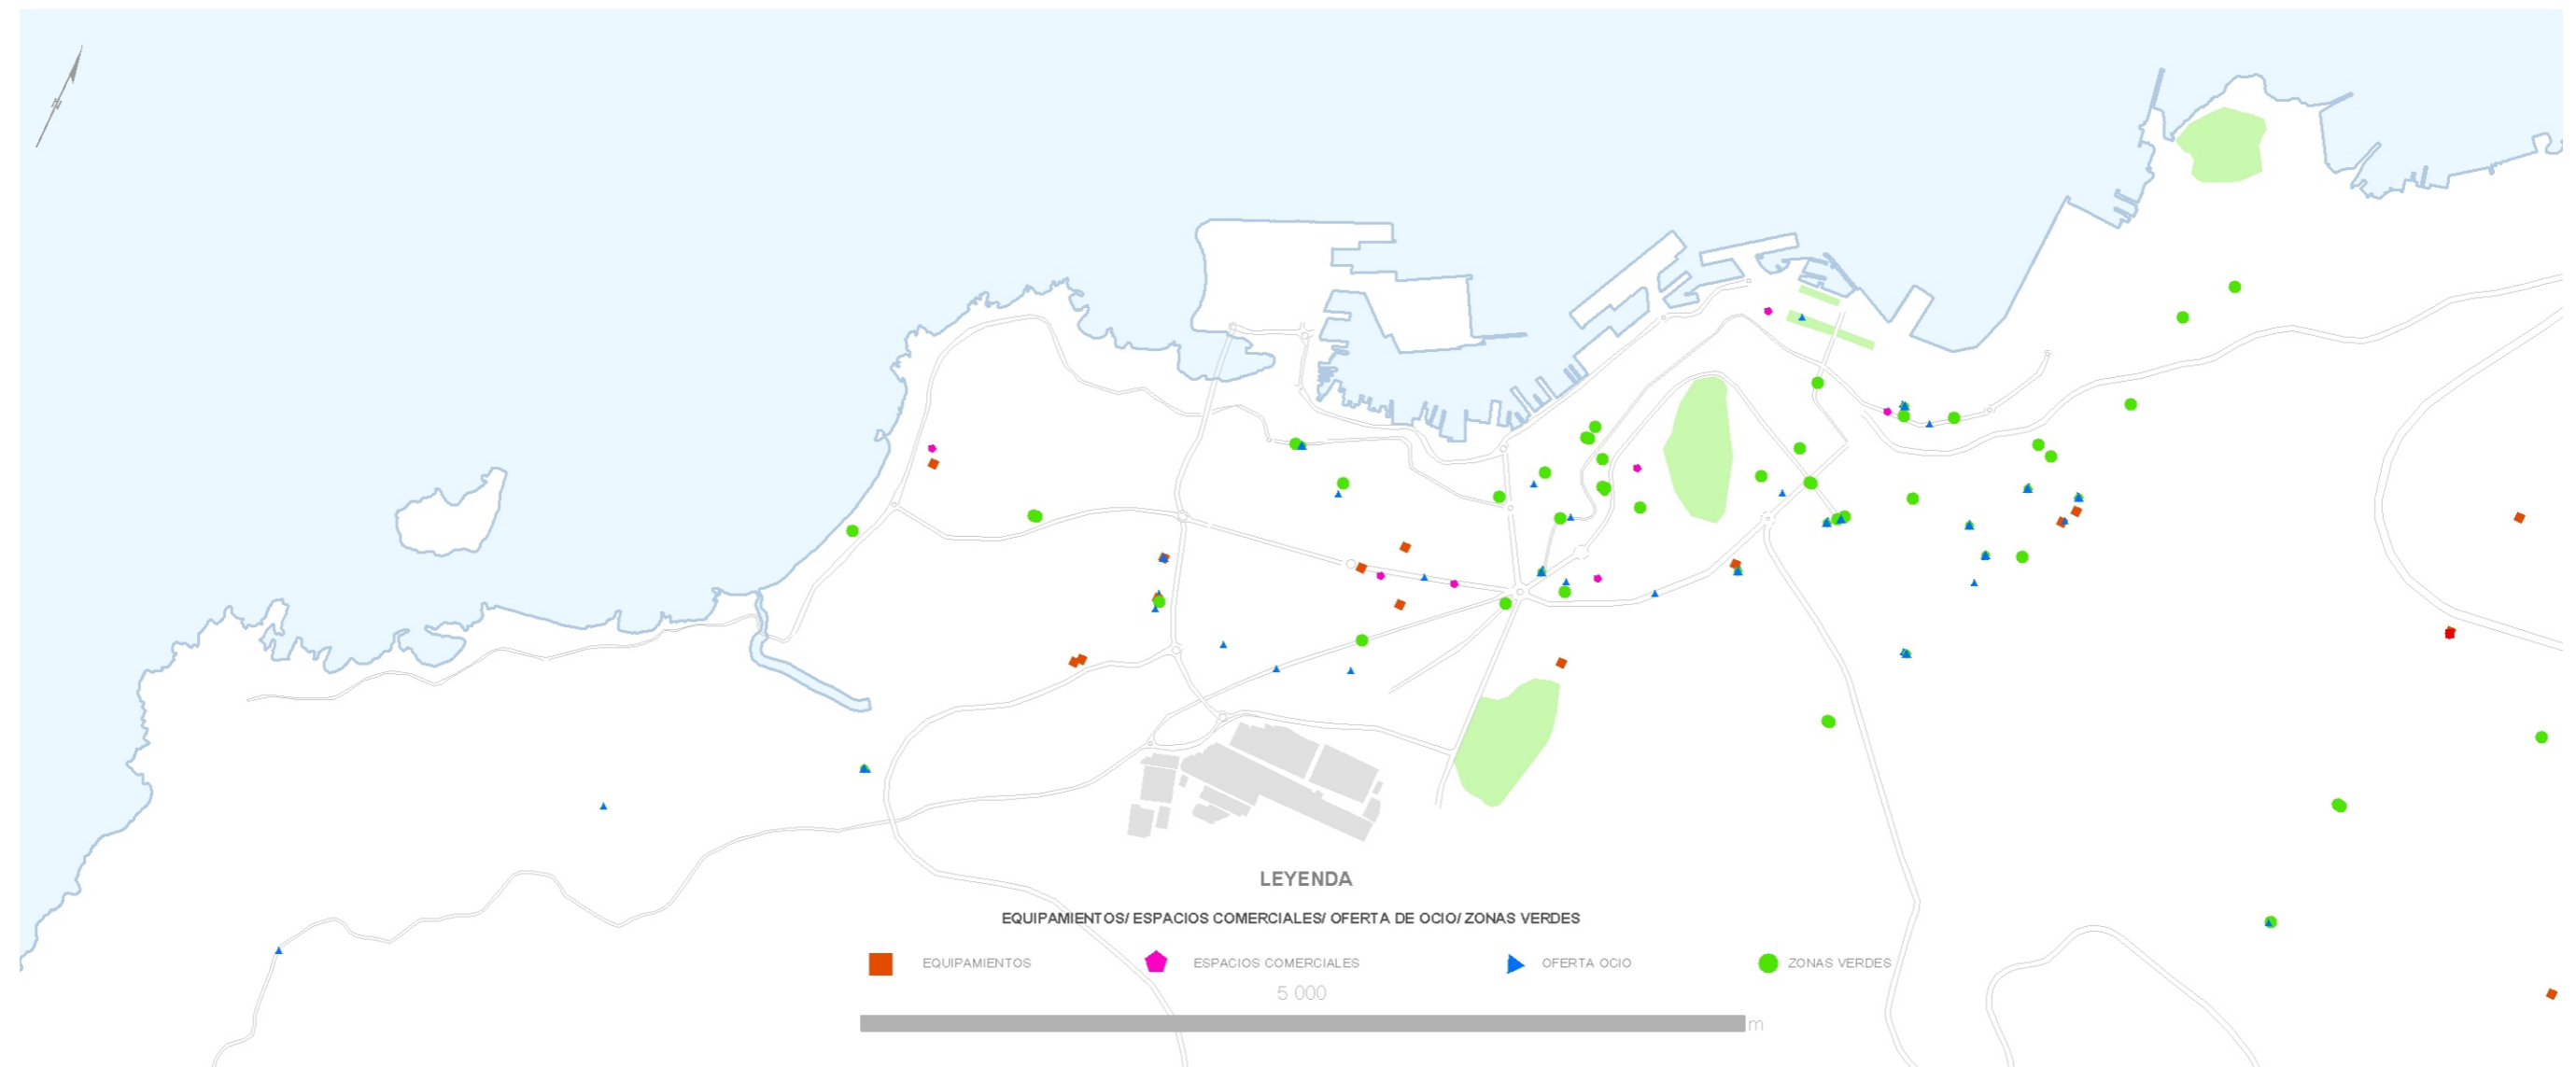 N
LEYENDA
EQUIPAMIENTOS/ ESPACIOS COMERCIALES/ OFERTA DE OCIO/ ZONAS VERDES
EQUIPAMIENTOS
ESPACIOS COMERCIALES
OFERTA OCIO
ZONAS VERDES
5 000
m